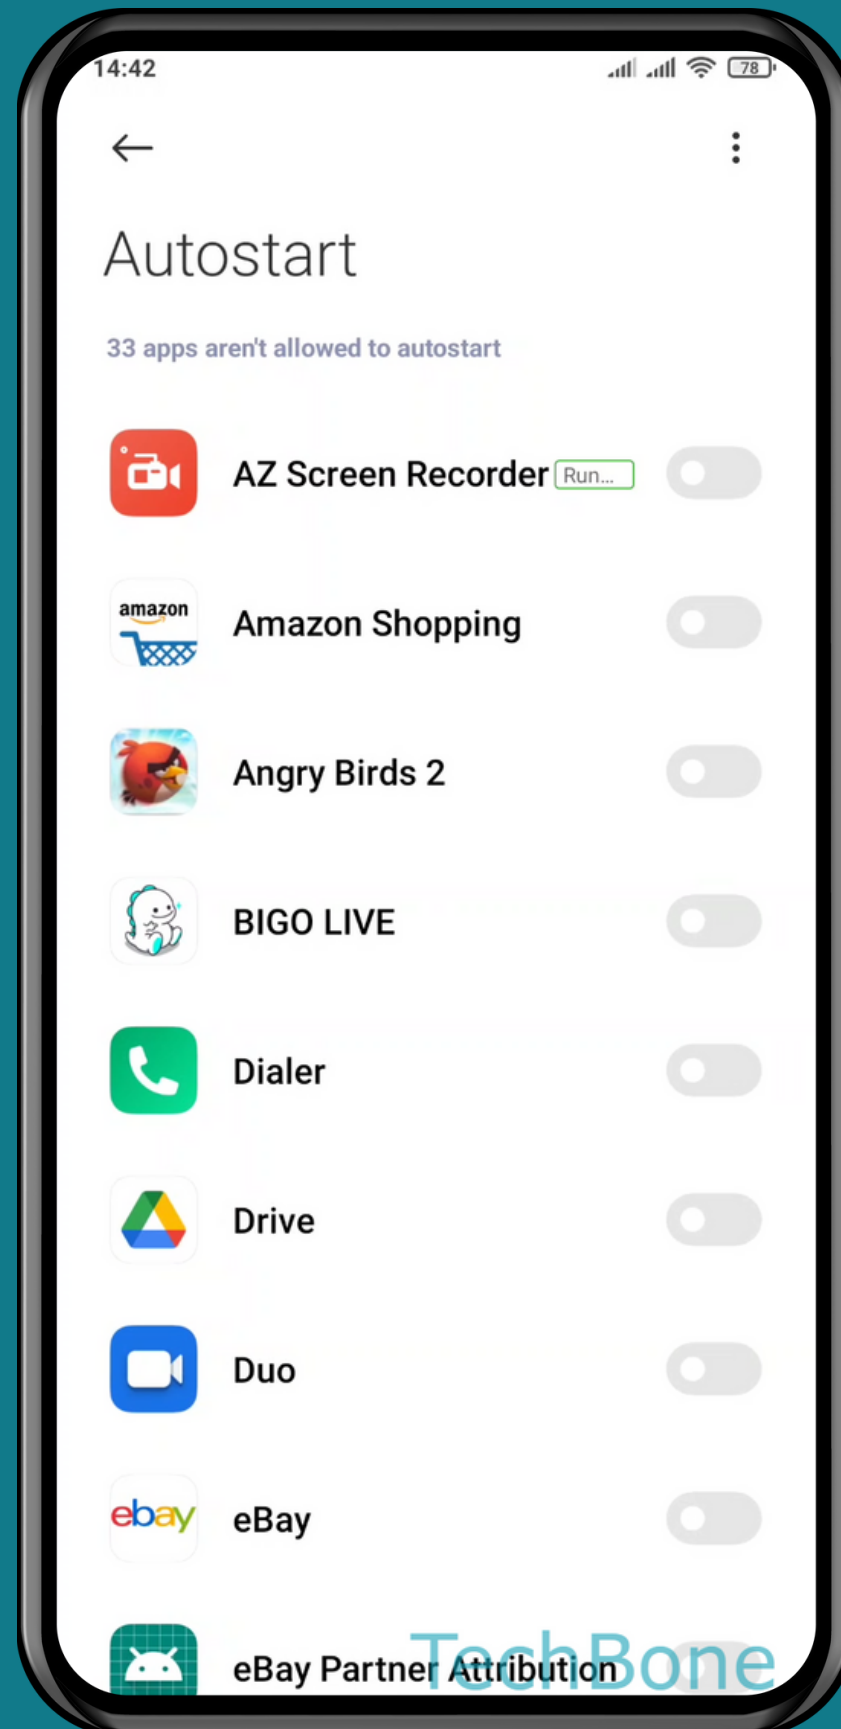 14:42
78
Autostart
33 apps aren't allowed to autostart
AZ Screen Recorder Run...
amazon
Amazon Shopping
Angry Birds 2
BIGO LIVE
Dialer
Drive
Duo
ebay
eBay
eBay Partner Attribution
TechBone